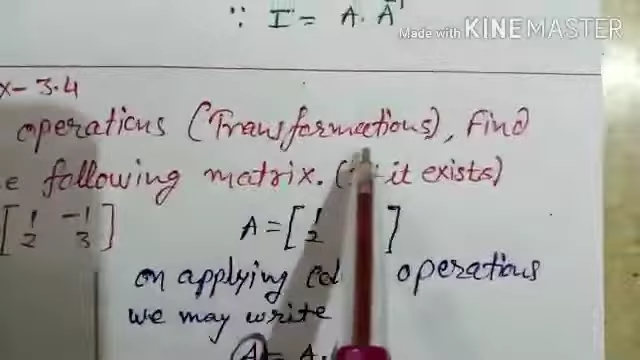 ∵ I = A. A⁻¹
Made with KINEMASTER
x-3.4
operations (Transformations), Find
e following matrix. (it exists)
[1 -1
2 3] A = [1
2 ]
on applying operations
we may write
A = A.